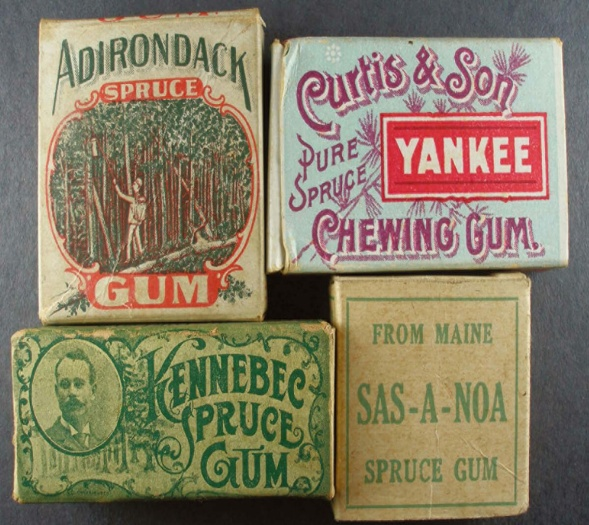 GUM
ADIRONDACK
SPRUCE
GUM
Curtis & Son
YANKEE
PURE
SPRUCE
CHEWING GUM.
KENNEBEC
SPRUCE
GUM
FROM MAINE
SAS-A-NOA
SPRUCE GUM